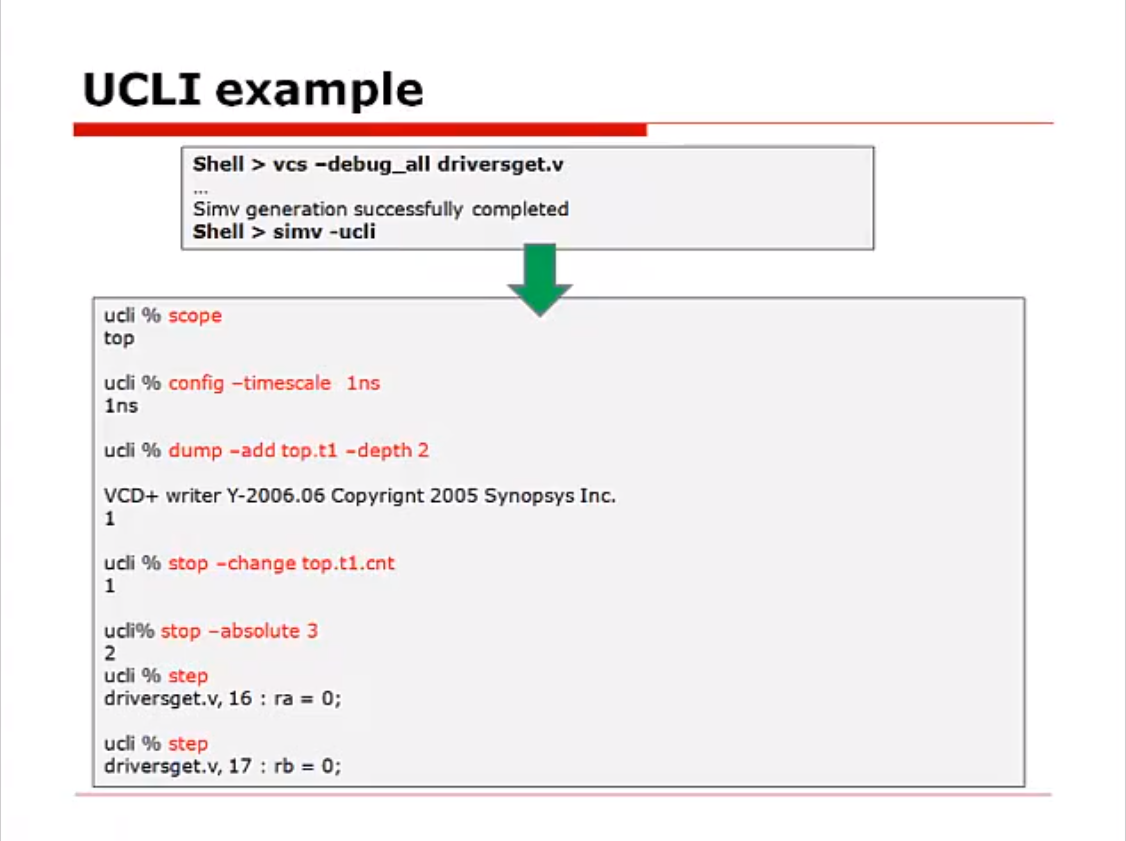 UCLI example
Shell > vcs –debug_all driversget.v
...
Simv generation successfully completed
Shell > simv -ucli
ucli % scope
top
ucli % config –timescale 1ns
1ns
ucli % dump –add top.t1 –depth 2
VCD+ writer Y-2006.06 Copyrignt 2005 Synopsys Inc.
1
ucli % stop –change top.t1.cnt
1
ucli% stop –absolute 3
2
ucli % step
driversget.v, 16 : ra = 0;
ucli % step
driversget.v, 17 : rb = 0;